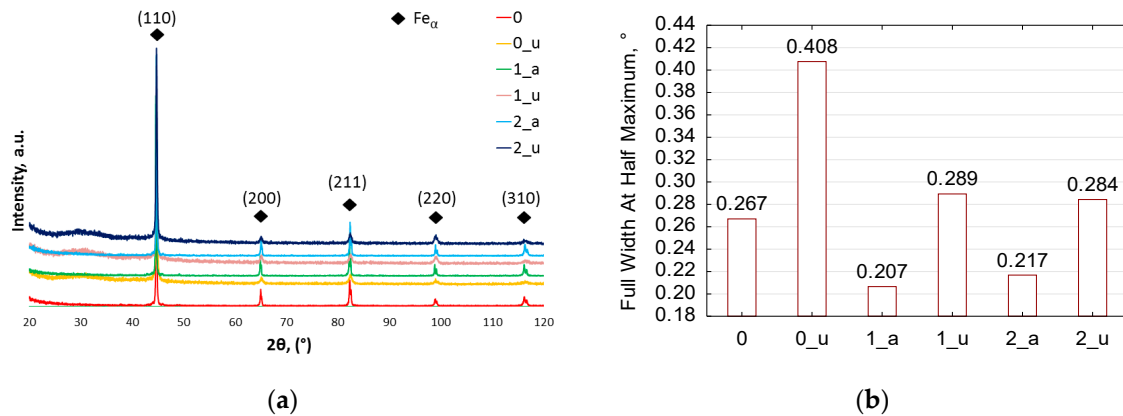 (110)
◆ Feα
0
0_u
1_a
1_u
2_a
2_u
(200)
(211)
(220)
(310)
Intensity, a.u.
20 30 40 50 60 70 80 90 100 110 120
2θ, (°)
(a)
Full Width At Half Maximum, °
0.44
0.42
0.40
0.38
0.36
0.34
0.32
0.30
0.28
0.26
0.24
0.22
0.20
0.18
0.267
0.408
0.207
0.289
0.217
0.284
0 0_u 1_a 1_u 2_a 2_u
(b)